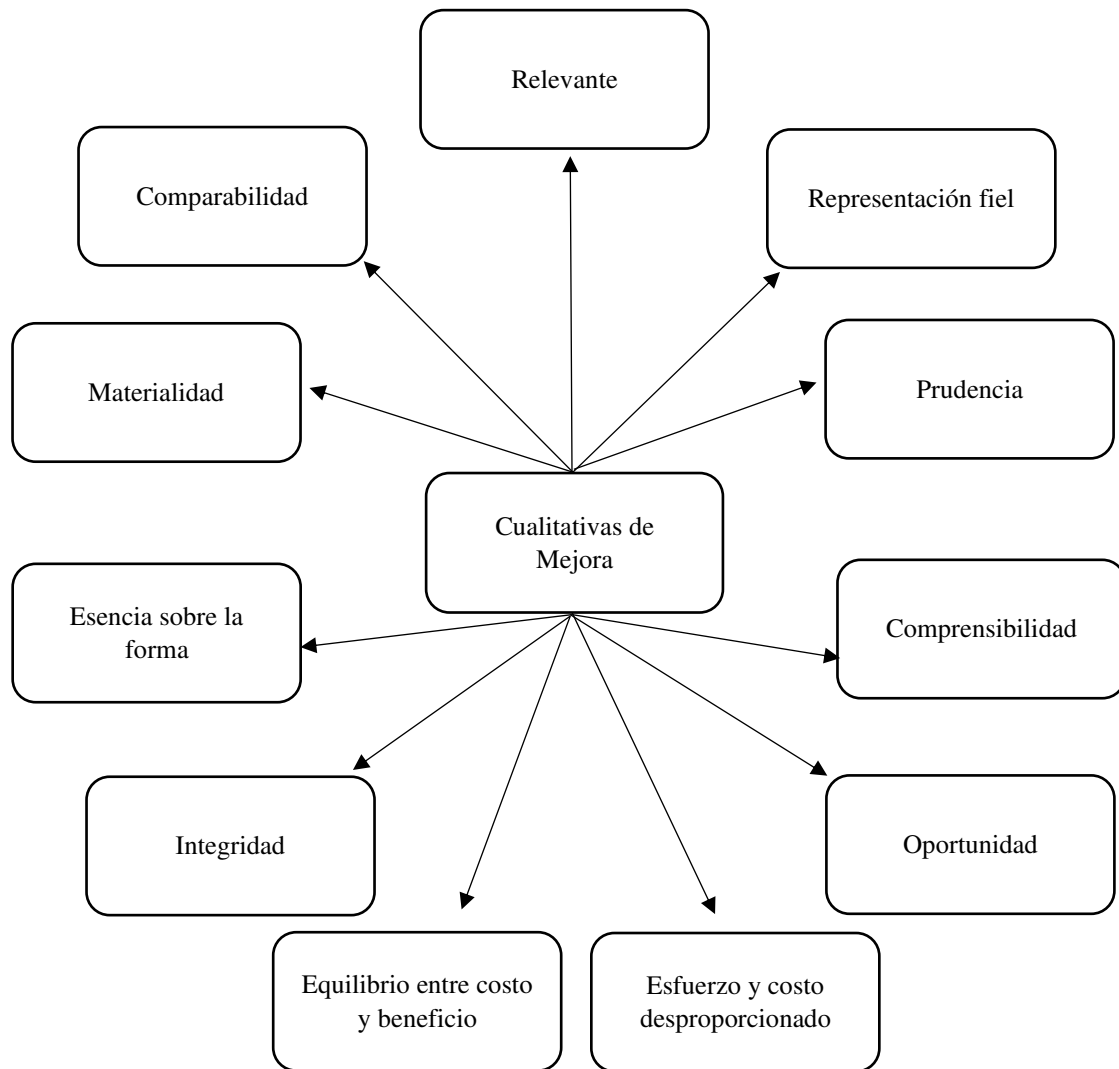 Relevante
Comparabilidad
Representación fiel
Materialidad
Prudencia
Cualitativas de
Mejora
Esencia sobre la
forma
Comprensibilidad
Integridad
Oportunidad
Equilibrio entre costo
y beneficio
Esfuerzo y costo
desproporcionado